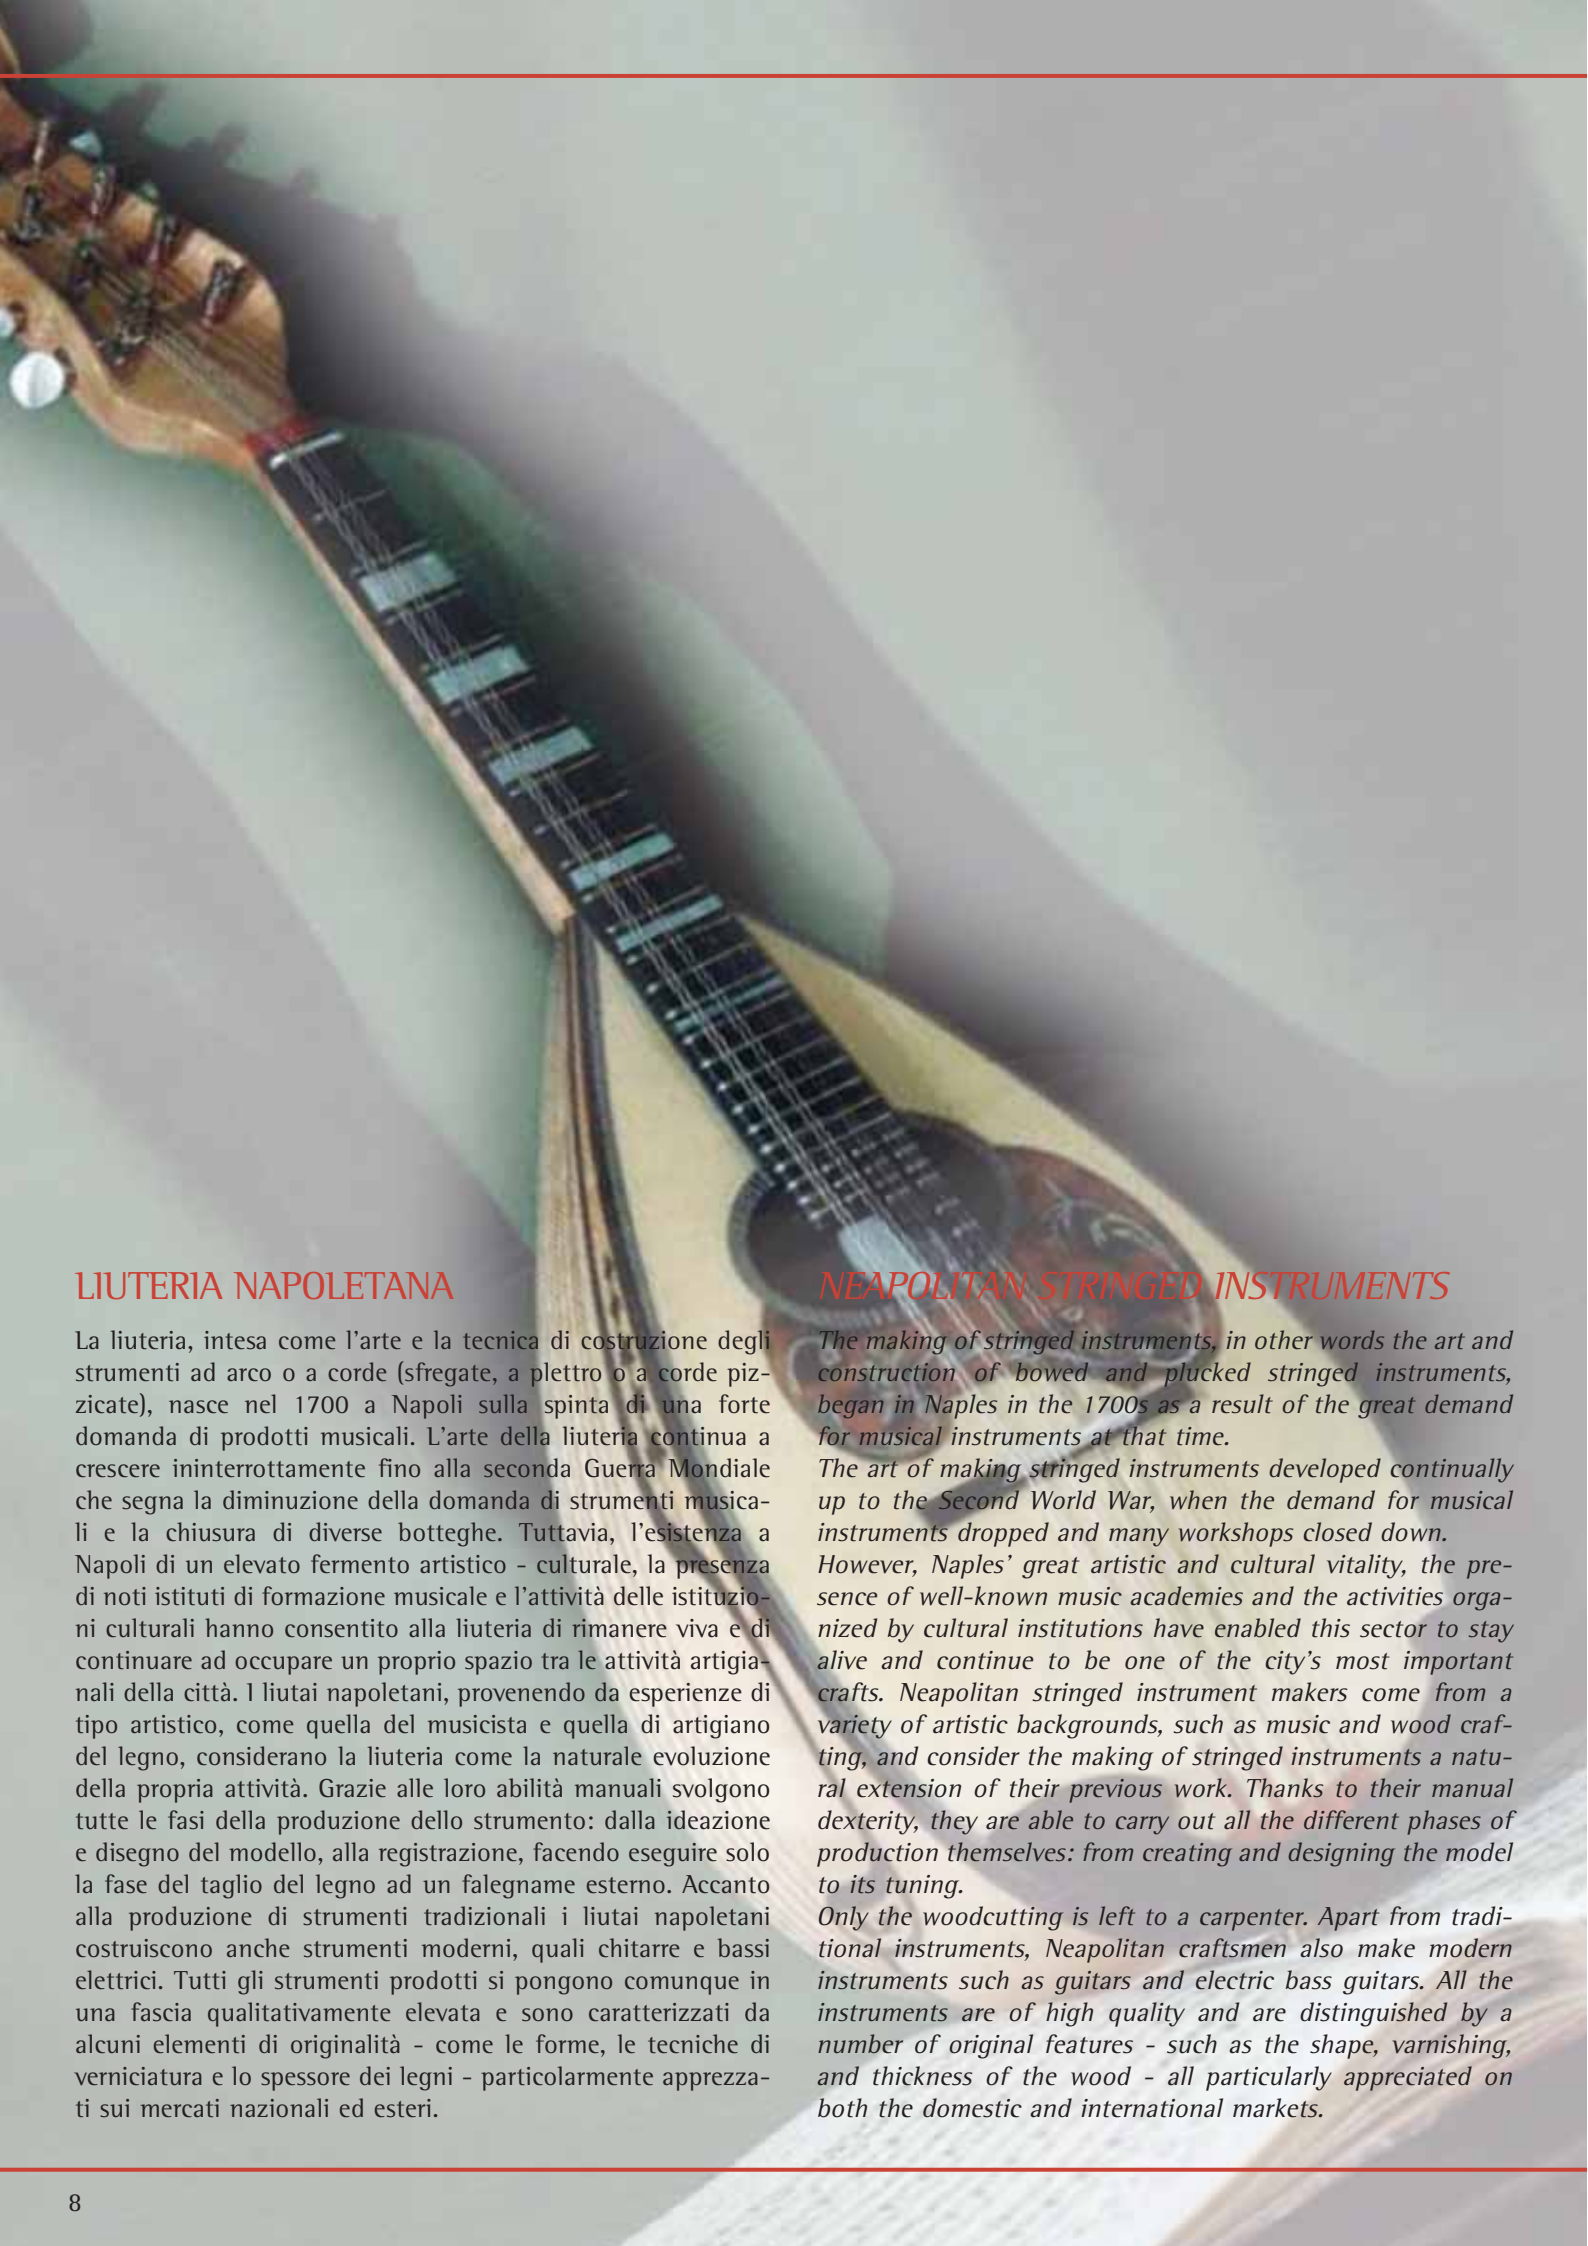 LIUTERIA NAPOLETANA
La liuteria, intesa come l'arte e la tecnica di costruzione degli
strumenti ad arco o a corde (sfregate, a plettro o a corde piz-
zicate), nasce nel 1700 a Napoli sulla spinta di una forte
domanda di prodotti musicali. L'arte della liuteria continua a
crescere ininterrottamente fino alla seconda Guerra Mondiale
che segna la diminuzione della domanda di strumenti musica-
li e la chiusura di diverse botteghe. Tuttavia, l'esistenza a
Napoli di un elevato fermento artistico - culturale, la presenza
di noti istituti di formazione musicale e l'attività delle istituzio-
ni culturali hanno consentito alla liuteria di rimanere viva e di
continuare ad occupare un proprio spazio tra le attività artigia-
nali della città. I liutai napoletani, provenendo da esperienze di
tipo artistico, come quella del musicista e quella di artigiano
del legno, considerano la liuteria come la naturale evoluzione
della propria attività. Grazie alle loro abilità manuali svolgono
tutte le fasi della produzione dello strumento: dalla ideazione
e disegno del modello, alla registrazione, facendo eseguire solo
la fase del taglio del legno ad un falegname esterno. Accanto
alla produzione di strumenti tradizionali i liutai napoletani
costruiscono anche strumenti moderni, quali chitarre e bassi
elettrici. Tutti gli strumenti prodotti si pongono comunque in
una fascia qualitativamente elevata e sono caratterizzati da
alcuni elementi di originalità - come le forme, le tecniche di
verniciatura e lo spessore dei legni - particolarmente apprezza-
ti sui mercati nazionali ed esteri.
NEAPOLITAN STRINGED INSTRUMENTS
The making of stringed instruments, in other words the art and
construction of bowed and plucked stringed instruments,
began in Naples in the 1700s as a result of the great demand
for musical instruments at that time.
The art of making stringed instruments developed continually
up to the Second World War, when the demand for musical
instruments dropped and many workshops closed down.
However, Naples' great artistic and cultural vitality, the pre-
sence of well-known music academies and the activities orga-
nized by cultural institutions have enabled this sector to stay
alive and continue to be one of the city's most important
crafts. Neapolitan stringed instrument makers come from a
variety of artistic backgrounds, such as music and wood craf-
ting, and consider the making of stringed instruments a natu-
ral extension of their previous work. Thanks to their manual
dexterity, they are able to carry out all the different phases of
production themselves: from creating and designing the model
to its tuning.
Only the woodcutting is left to a carpenter. Apart from tradi-
tional instruments, Neapolitan craftsmen also make modern
instruments such as guitars and electric bass guitars. All the
instruments are of high quality and are distinguished by a
number of original features - such as the shape, varnishing,
and thickness of the wood - all particularly appreciated on
both the domestic and international markets.
8